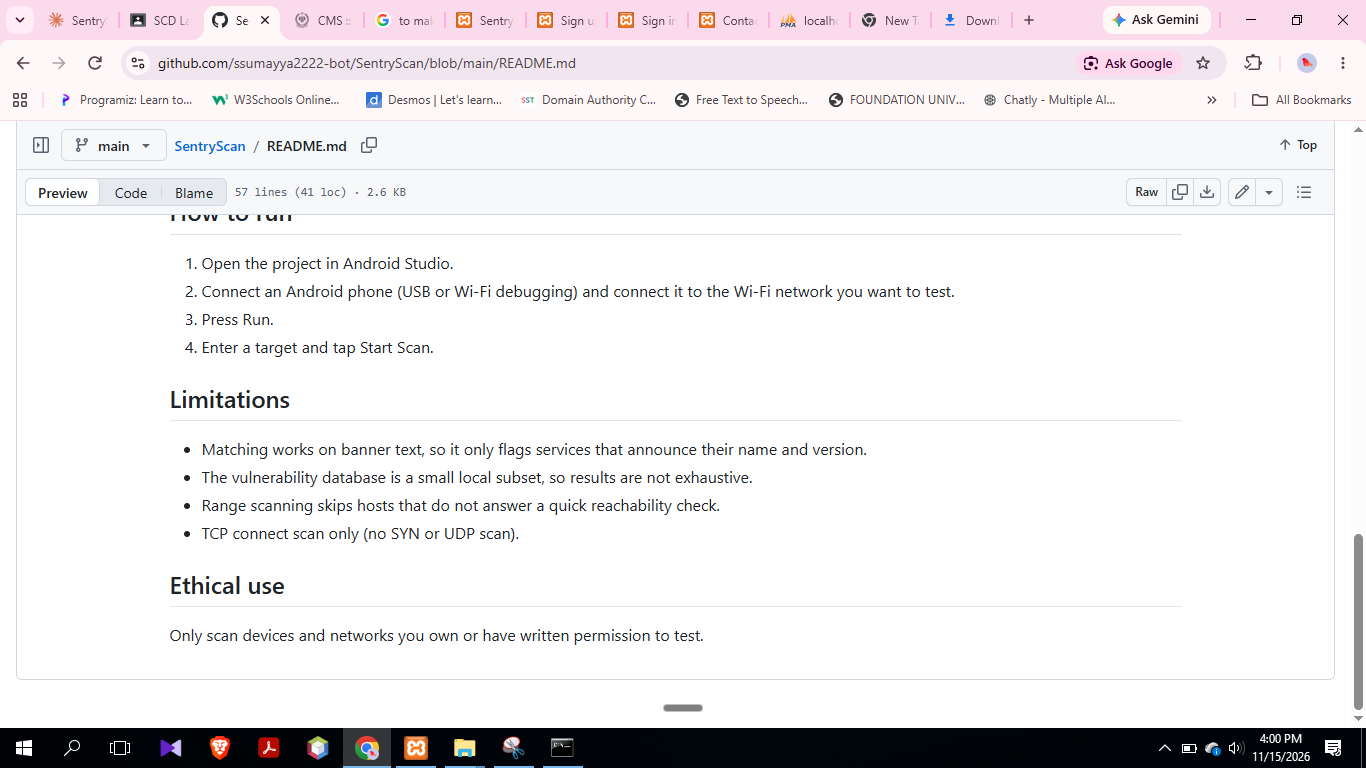 Sentry
SCD La
Se
CMS ::
to mak
Sentry
Sign u
Sign in
Conta
localh
New T
Downl
Ask Gemini
github.com/ssumayya2222-bot/SentryScan/blob/main/README.md
Ask Google
Programiz: Learn to...
W3Schools Online...
Desmos | Let's learn...
SST Domain Authority C...
Free Text to Speech...
FOUNDATION UNIV...
Chatly - Multiple AI...
All Bookmarks
main
SentryScan / README.md
Top
Preview Code Blame 57 lines (41 loc) · 2.6 KB
Raw
How to run
1. Open the project in Android Studio.
2. Connect an Android phone (USB or Wi-Fi debugging) and connect it to the Wi-Fi network you want to test.
3. Press Run.
4. Enter a target and tap Start Scan.
Limitations
• Matching works on banner text, so it only flags services that announce their name and version.
• The vulnerability database is a small local subset, so results are not exhaustive.
• Range scanning skips hosts that do not answer a quick reachability check.
• TCP connect scan only (no SYN or UDP scan).
Ethical use
Only scan devices and networks you own or have written permission to test.
4:00 PM
11/15/2026